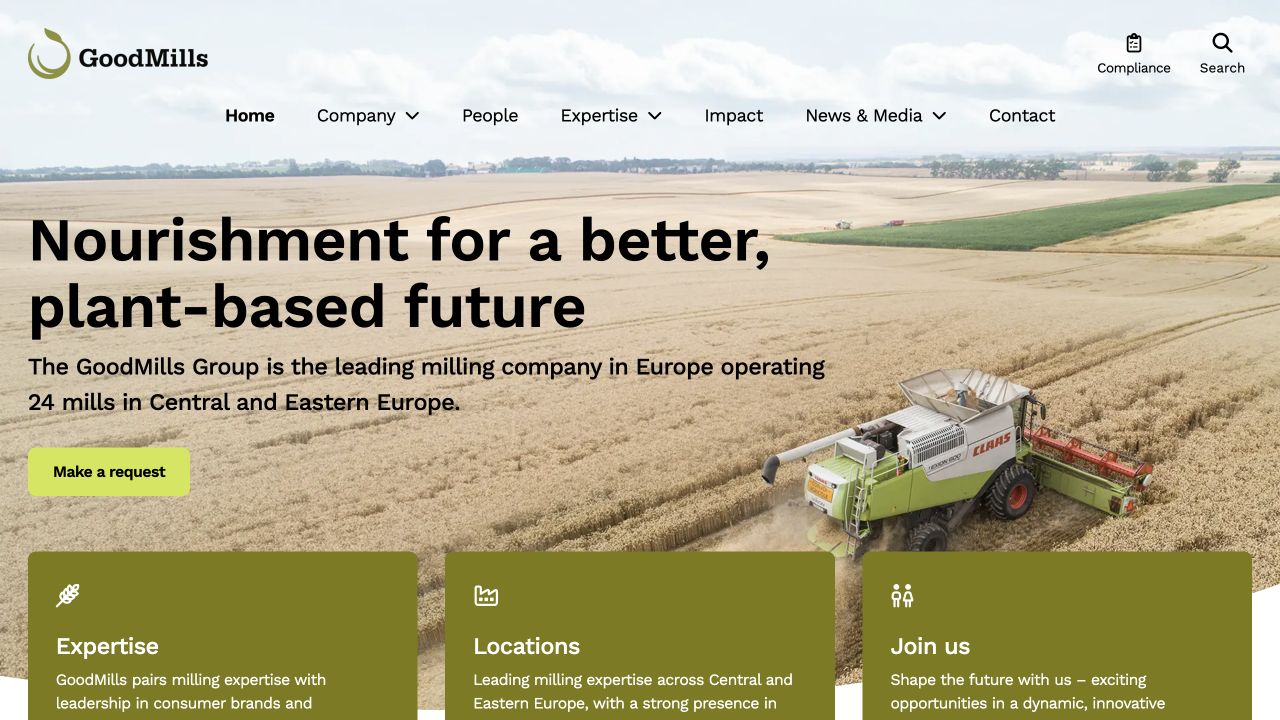 GoodMills
Compliance
Search
Home
Company
People
Expertise
Impact
News & Media
Contact
Nourishment for a better,
plant-based future
The GoodMills Group is the leading milling company in Europe operating
24 mills in Central and Eastern Europe.
Make a request
CLAAS
Expertise
GoodMills pairs milling expertise with
leadership in consumer brands and
Locations
Leading milling expertise across Central and
Eastern Europe, with a strong presence in
Join us
Shape the future with us – exciting
opportunities in a dynamic, innovative